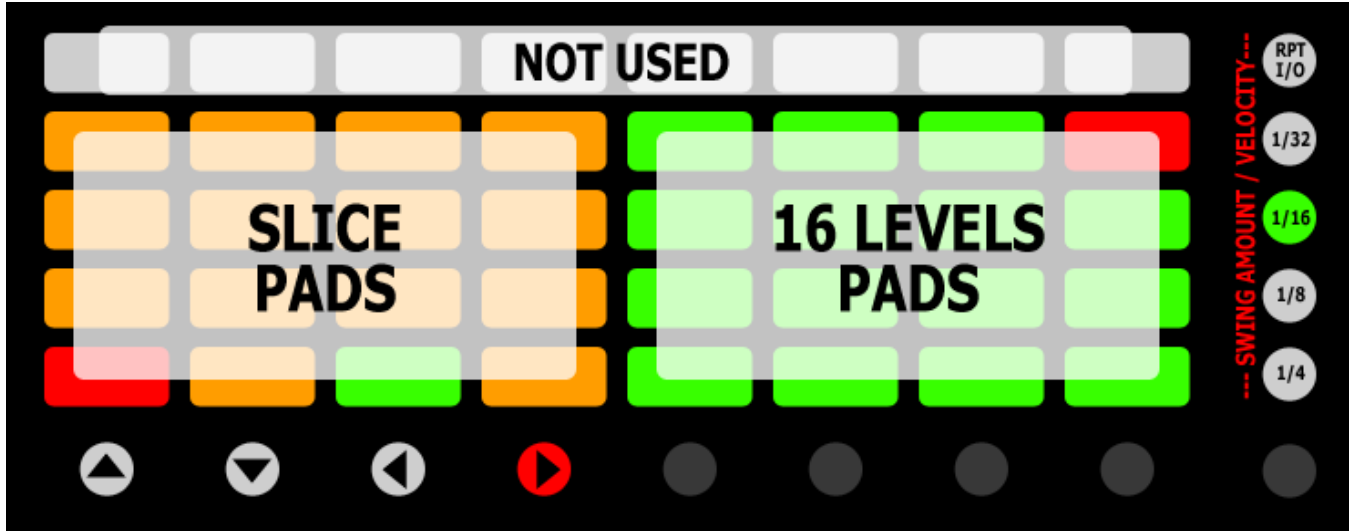 NOT USED
RPT
I/O
1/32
SLICE
PADS
16 LEVELS
PADS
--- SWING AMOUNT / VELOCITY---
1/16
1/8
1/4